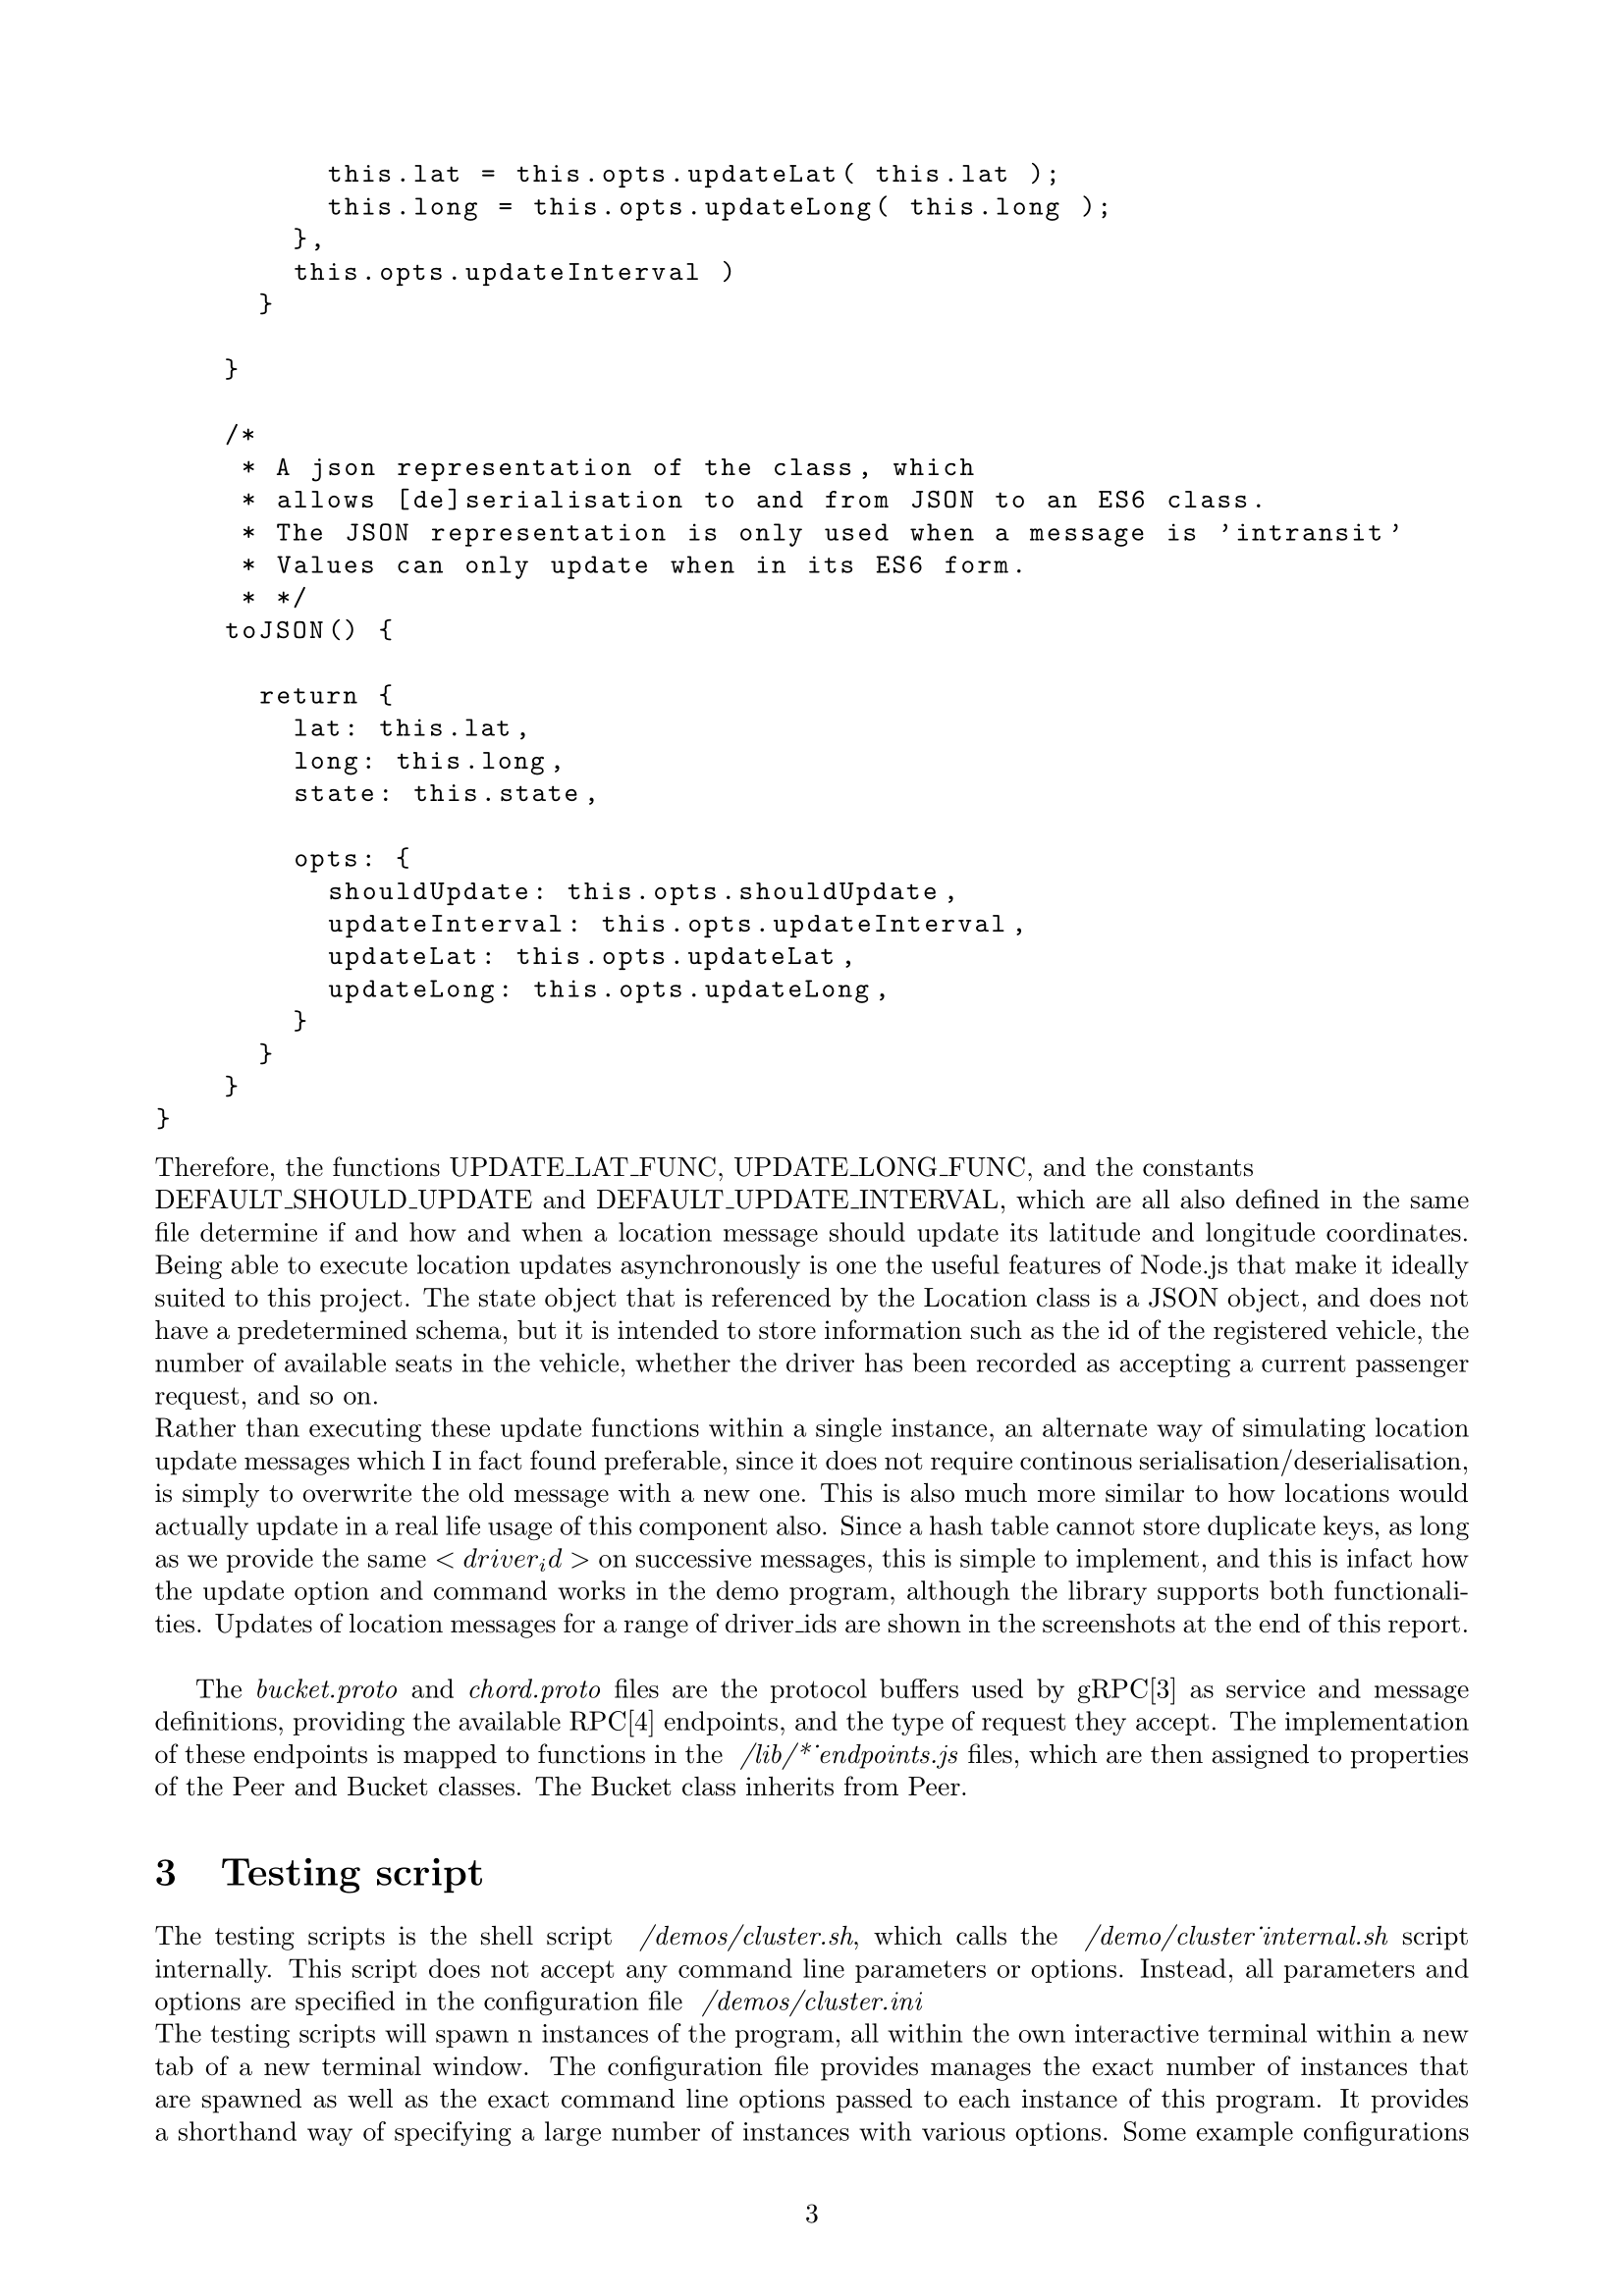 this.lat = this.opts.updateLat( this.lat );
this.long = this.opts.updateLong( this.long );
},
this.opts.updateInterval )
}
}
/*
* A json representation of the class, which
* allows [de]serialisation to and from JSON to an ES6 class.
* The JSON representation is only used when a message is 'intransit'
* Values can only update when in its ES6 form.
* */
toJSON() {
return {
lat: this.lat,
long: this.long,
state: this.state,
opts: {
shouldUpdate: this.opts.shouldUpdate,
updateInterval: this.opts.updateInterval,
updateLat: this.opts.updateLat,
updateLong: this.opts.updateLong,
}
}
}
}
Therefore, the functions UPDATE_LAT_FUNC, UPDATE_LONG_FUNC, and the constants
DEFAULT_SHOULD_UPDATE and DEFAULT_UPDATE_INTERVAL, which are all also defined in the same
file determine if and how and when a location message should update its latitude and longitude coordinates.
Being able to execute location updates asynchronously is one the useful features of Node.js that make it ideally
suited to this project. The state object that is referenced by the Location class is a JSON object, and does not
have a predetermined schema, but it is intended to store information such as the id of the registered vehicle, the
number of available seats in the vehicle, whether the driver has been recorded as accepting a current passenger
request, and so on.
Rather than executing these update functions within a single instance, an alternate way of simulating location
update messages which I in fact found preferable, since it does not require continous serialisation/deserialisation,
is simply to overwrite the old message with a new one. This is also much more similar to how locations would
actually update in a real life usage of this component also. Since a hash table cannot store duplicate keys, as long
as we provide the same < driver_id > on successive messages, this is simple to implement, and this is infact how
the update option and command works in the demo program, although the library supports both functionali-
ties. Updates of location messages for a range of driver_ids are shown in the screenshots at the end of this report.
The bucket.proto and chord.proto files are the protocol buffers used by gRPC[3] as service and message
definitions, providing the available RPC[4] endpoints, and the type of request they accept. The implementation
of these endpoints is mapped to functions in the /lib/*˙endpoints.js files, which are then assigned to properties
of the Peer and Bucket classes. The Bucket class inherits from Peer.
3 Testing script
The testing scripts is the shell script /demos/cluster.sh, which calls the /demo/cluster˙internal.sh script
internally. This script does not accept any command line parameters or options. Instead, all parameters and
options are specified in the configuration file /demos/cluster.ini
The testing scripts will spawn n instances of the program, all within the own interactive terminal within a new
tab of a new terminal window. The configuration file provides manages the exact number of instances that
are spawned as well as the exact command line options passed to each instance of this program. It provides
a shorthand way of specifying a large number of instances with various options. Some example configurations
3